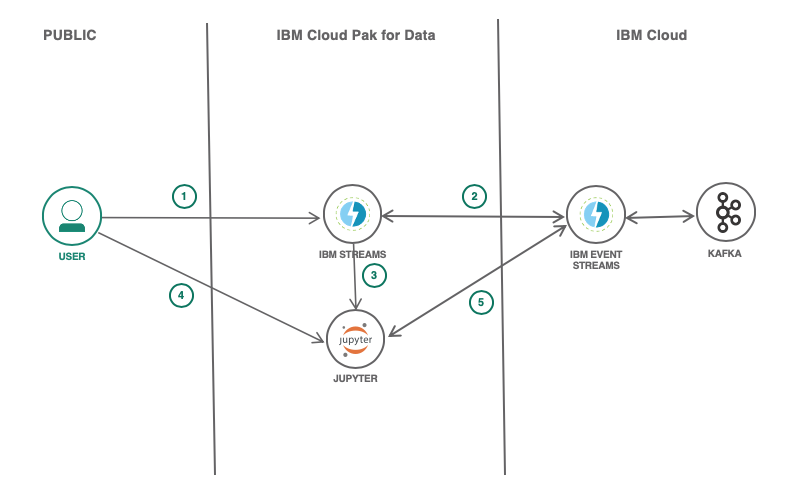 PUBLIC
IBM Cloud Pak for Data
IBM Cloud
1
2
USER
IBM STREAMS
IBM EVENT
STREAMS
KAFKA
3
4
5
jupyter
JUPYTER